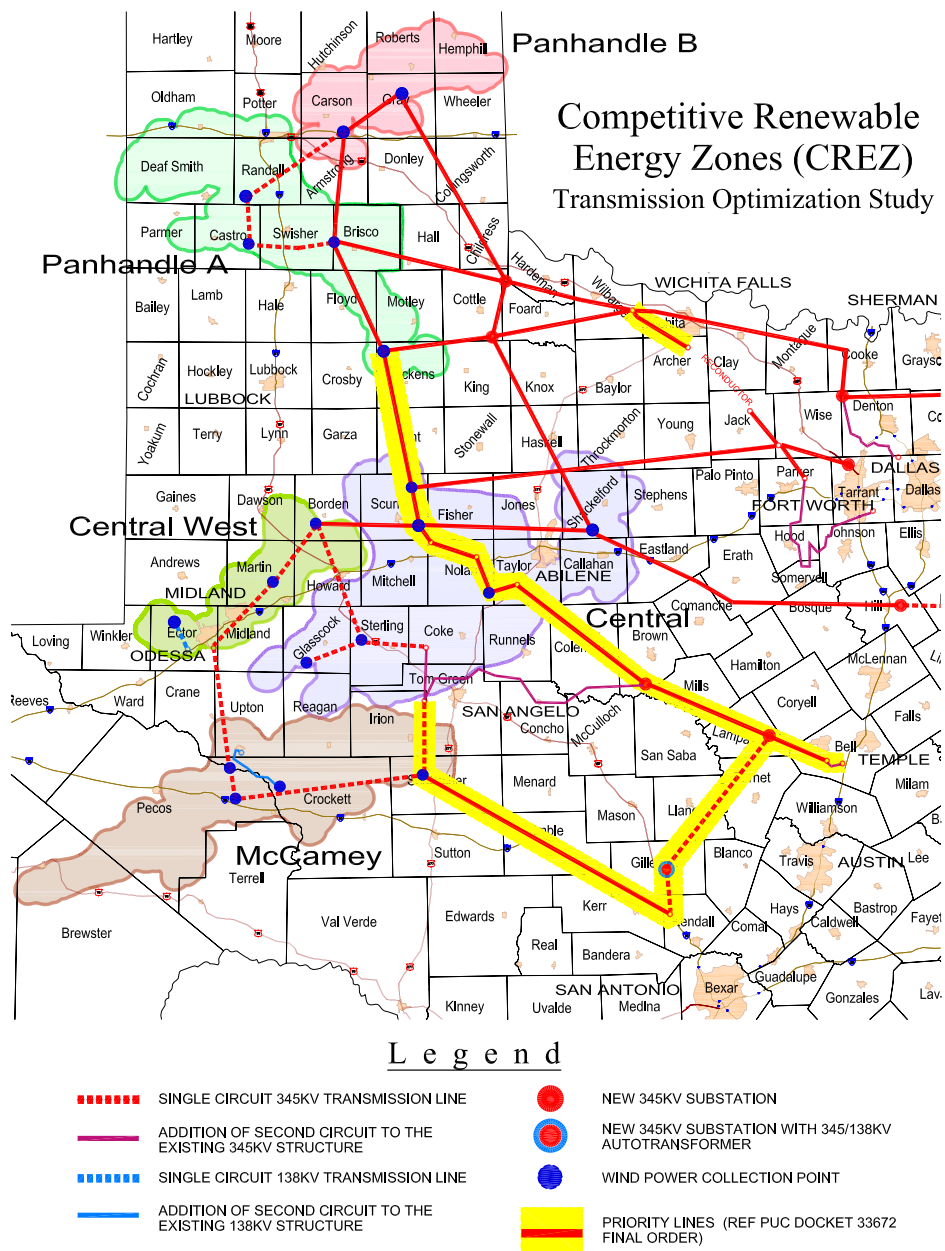 Panhandle B
Competitive Renewable
Energy Zones (CREZ)
Transmission Optimization Study
Hartley
Moore
Hutchinson
Roberts
Hemphill
Oldham
Potter
Carson
Gray
Wheeler
Deaf Smith
Randall
Armstrong
Donley
Collingsworth
Parmer
Castro
Swisher
Brisco
Hall
Childress
Panhandle A
Hardeman
WICHITA FALLS
SHERMAN
Bailey
Lamb
Hale
Floyd
Motley
Cottle
Foard
Wilbarger
Montague
Cooke
Cochran
Hockley
Lubbock
LUBBOCK
Crosby
King
Knox
Baylor
Archer
Clay
RECONDUCTOR
Yoakum
Terry
Lynn
Garza
Stonewall
Haskell
Throckmorton
Young
Jack
Wise
Denton
Gaines
Dawson
Borden
Fisher
Jones
Shackelford
Stephens
Palo Pinto
Parker
Tarrant
DALLAS
Dallas
FORT WORTH
Central West
Andrews
Martin
MIDLAND
Howard
Mitchell
Taylor
ABILENE
Callahan
Eastland
Erath
Hood
Johnson
Ellis
Somervell
Loving
Winkler
Ector
ODESSA
Midland
Glasscock
Sterling
Coke
Runnels
Central
Brown
Comanche
Bosque
Hill
Hamilton
McLennan
Reeves
Ward
Crane
Upton
Reagan
Irion
Tom Green
SAN ANGELO
Concho
McCulloch
San Saba
Mills
Coryell
Falls
Bell
TEMPLE
Milam
Pecos
Crockett
Menard
Mason
Williamson
McCamey
Terrell
Sutton
Blanco
Travis
AUSTIN
Lee
Brewster
Val Verde
Edwards
Kerr
Real
Bandera
Comal
Hays
Caldwell
Bastrop
SAN ANTONIO
Kinney
Uvalde
Medina
Bexar
Guadalupe
Gonzales
Legend
SINGLE CIRCUIT 345KV TRANSMISSION LINE
ADDITION OF SECOND CIRCUIT TO THE
EXISTING 345KV STRUCTURE
SINGLE CIRCUIT 138KV TRANSMISSION LINE
ADDITION OF SECOND CIRCUIT TO THE
EXISTING 138KV STRUCTURE
NEW 345KV SUBSTATION
NEW 345KV SUBSTATION WITH 345/138KV
AUTOTRANSFORMER
WIND POWER COLLECTION POINT
PRIORITY LINES (REF PUC DOCKET 33672
FINAL ORDER)